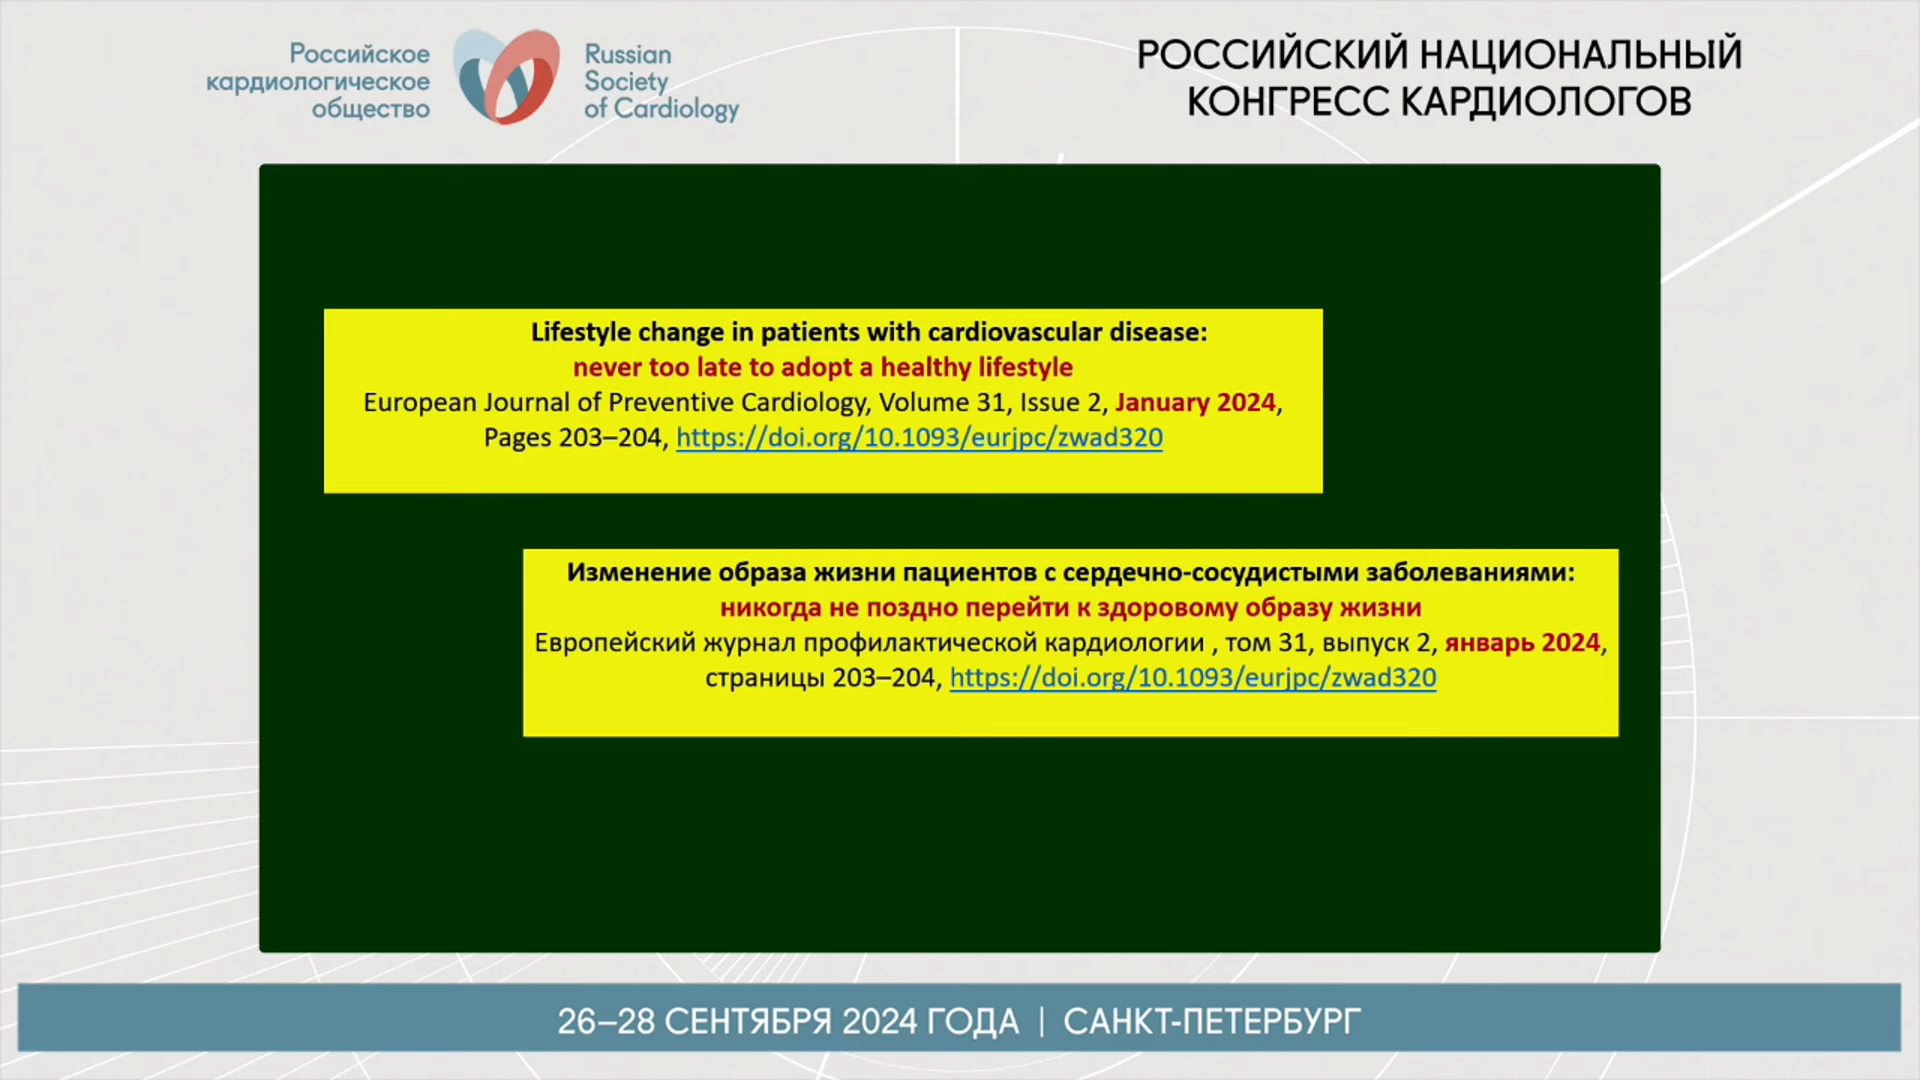 Российское
кардиологическое
общество
Russian
Society
of Cardiology
РОССИЙСКИЙ НАЦИОНАЛЬНЫЙ
КОНГРЕСС КАРДИОЛОГОВ
Lifestyle change in patients with cardiovascular disease:
never too late to adopt a healthy lifestyle
European Journal of Preventive Cardiology, Volume 31, Issue 2, January 2024,
Pages 203–204, https://doi.org/10.1093/eurjpc/zwad320
Изменение образа жизни пациентов с сердечно-сосудистыми заболеваниями:
никогда не поздно перейти к здоровому образу жизни
Европейский журнал профилактической кардиологии , том 31, выпуск 2, январь 2024,
страницы 203–204, https://doi.org/10.1093/eurjpc/zwad320
26–28 СЕНТЯБРЯ 2024 ГОДА | САНКТ-ПЕТЕРБУРГ